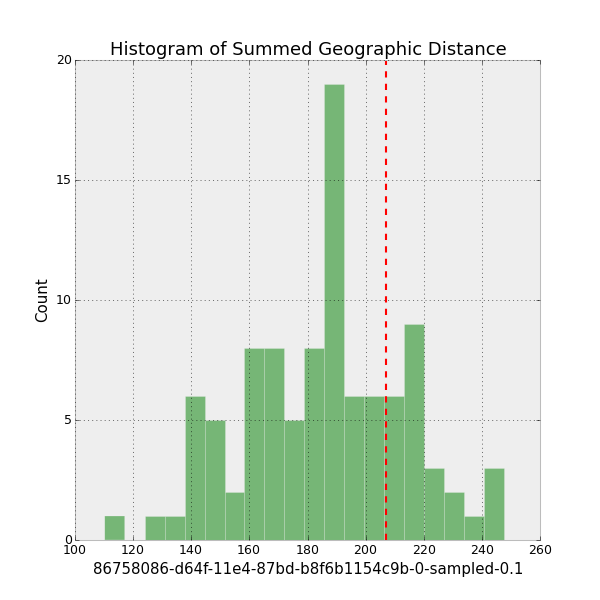 Histogram of Summed Geographic Distance
20
15
10
5
0
Count
100 120 140 160 180 200 220 240 260
86758086-d64f-11e4-87bd-b8f6b1154c9b-0-sampled-0.1